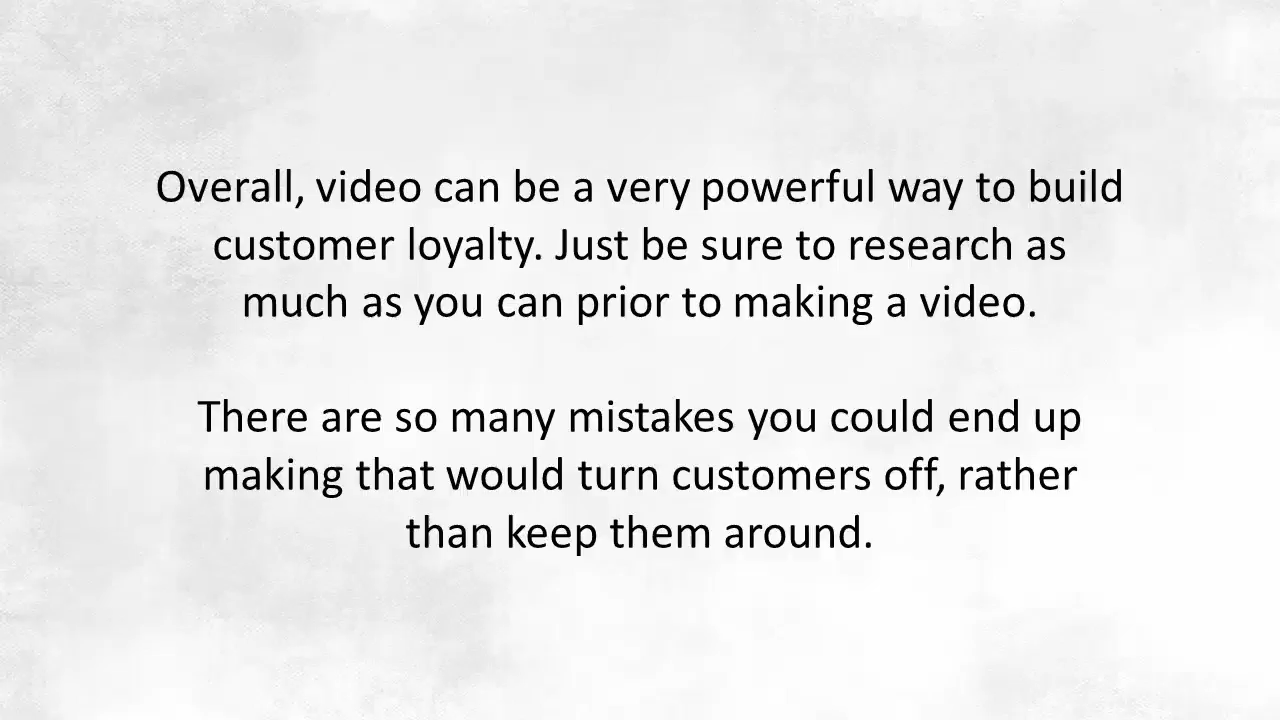 Overall, video can be a very powerful way to build
customer loyalty. Just be sure to research as
much as you can prior to making a video.
There are so many mistakes you could end up
making that would turn customers off, rather
than keep them around.